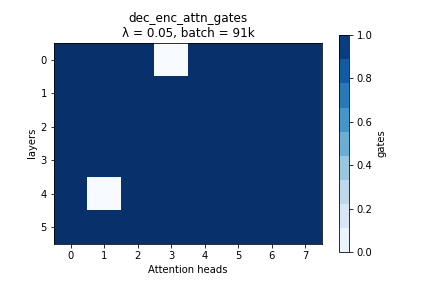 dec_enc_attn_gates
λ = 0.05, batch = 91k
layers
0
1
2
3
4
5
0 1 2 3 4 5 6 7
Attention heads
1.0
0.8
0.6
0.4
0.2
0.0
gates